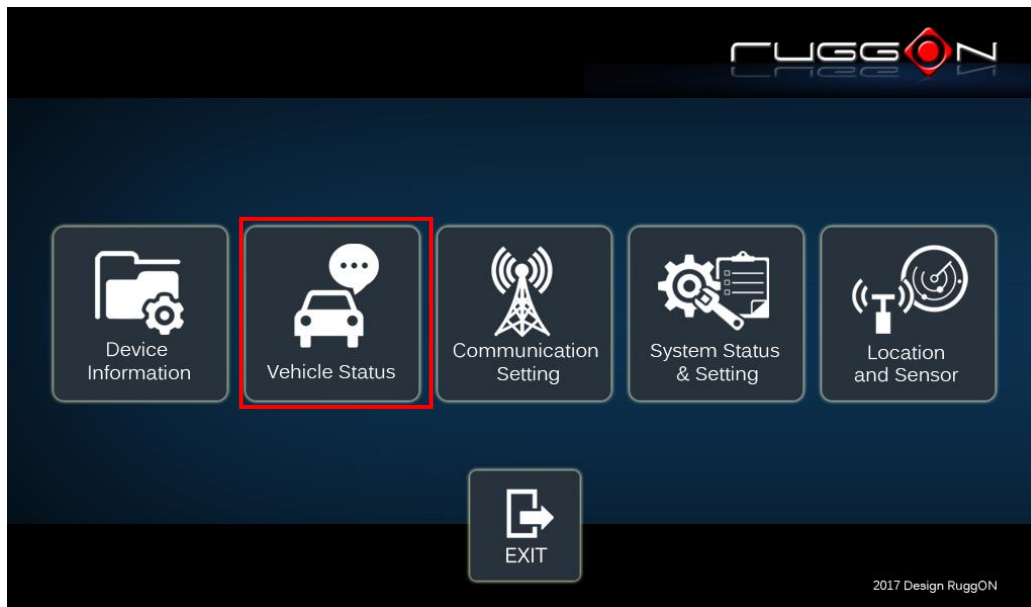 ruggON
Device
Information
Vehicle Status
Communication
Setting
System Status
& Setting
Location
and Sensor
EXIT
2017 Design RuggON